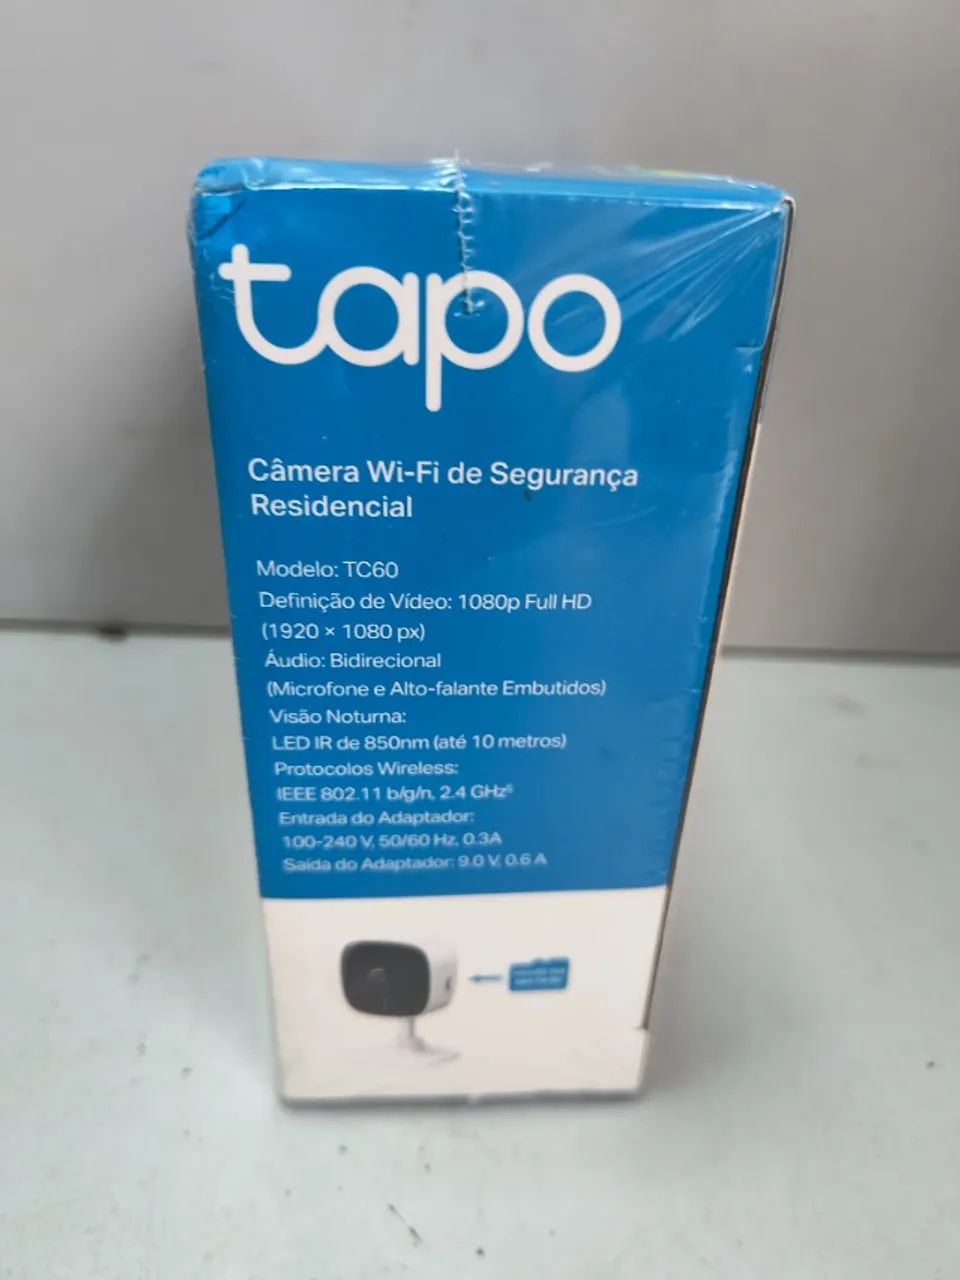 tapo
Câmera Wi-Fi de Segurança
Residencial
Modelo: TC60
Definição de Vídeo: 1080p Full HD
(1920 × 1080 px)
Áudio: Bidirecional
(Microfone e Alto-falante Embutidos)
Visão Noturna:
LED IR de 850nm (até 10 metros)
Protocolos Wireless:
IEEE 802.11 b/g/n, 2.4 GHz
Entrada do Adaptador:
100-240 V, 50/60 Hz, 0.3A
Saída do Adaptador: 9.0 V, 0.6 A